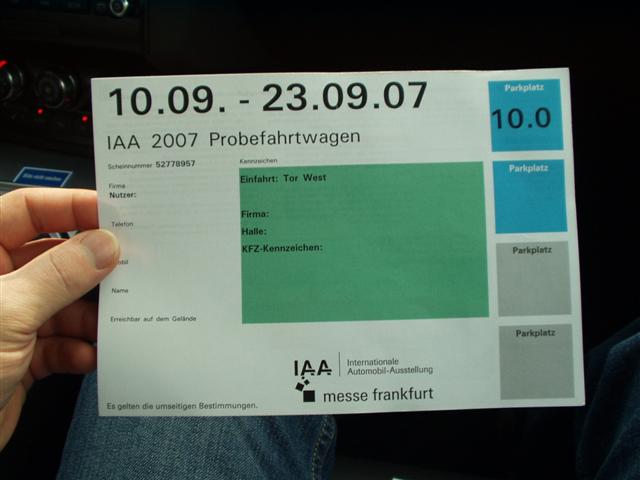 10.09. - 23.09.07
IAA 2007 Probefahrtwagen
Scheinnummer 52778957
Firma
Nutzer:
Telefon
Name
Erreichbar auf dem Gelände
Kennzeichen
Einfahrt: Tor West
Firma:
Halle:
KFZ-Kennzeichen:
Parkplatz
10.0
Parkplatz
Parkplatz
Parkplatz
IAA
Internationale
Automobil-Ausstellung
messe frankfurt
Es gelten die umseitigen Bestimmungen.